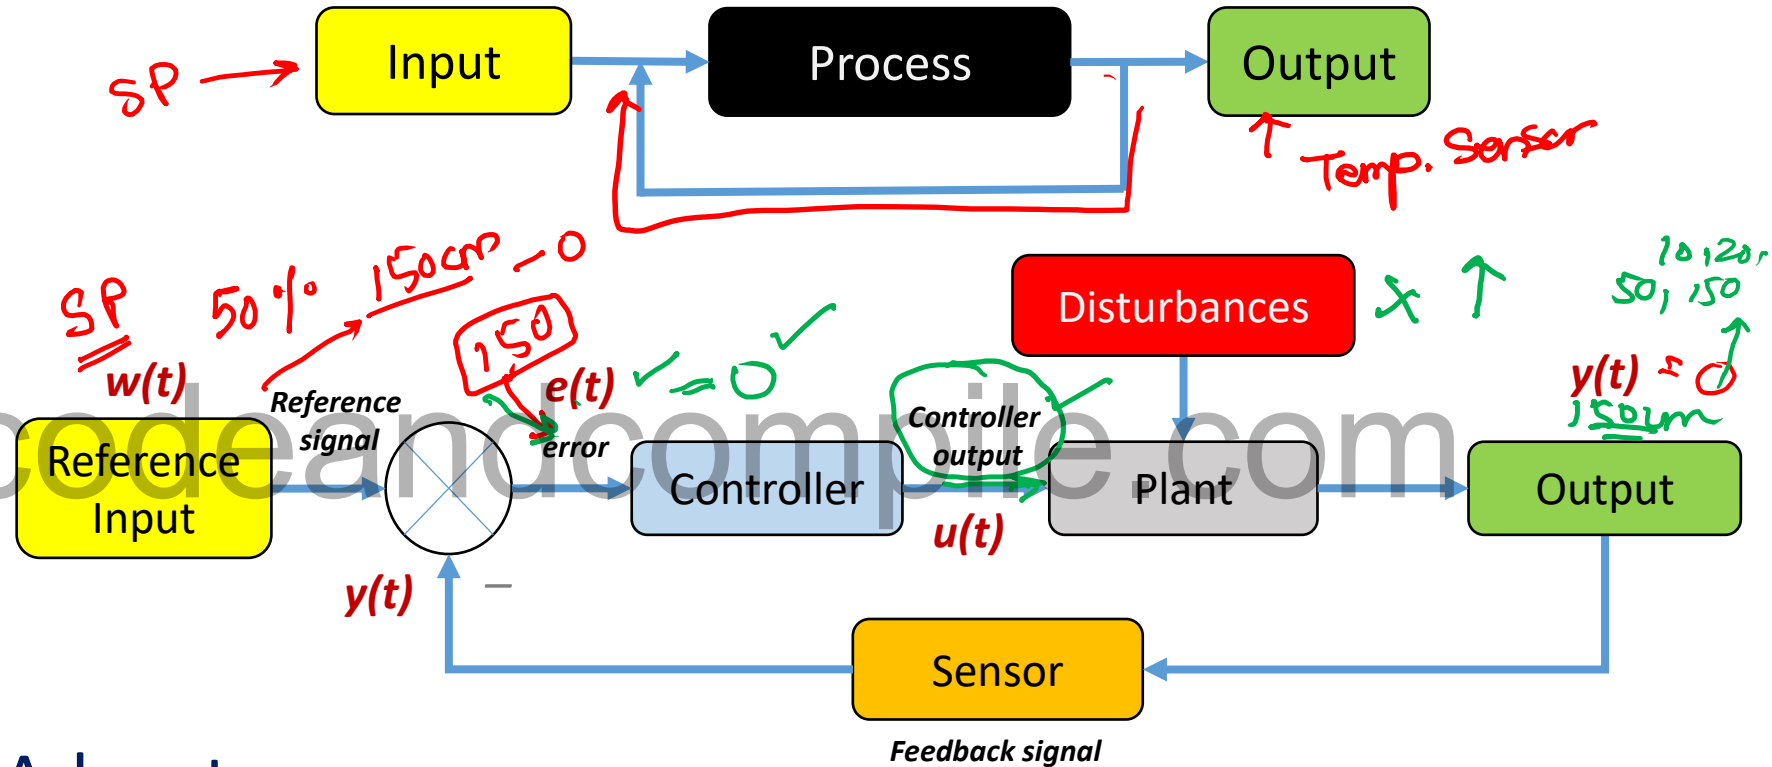 Input
Process
Output
SP
Temp. Sensor
SP
50%
150cm - 0
150
Disturbances
x
10, 20,
50, 150
w(t)
e(t)
= 0
y(t)
= 0
150cm
Reference
signal
error
Controller
output
codeandcompile.com
Reference
Input
Controller
Plant
Output
u(t)
y(t)
−
Sensor
Feedback signal